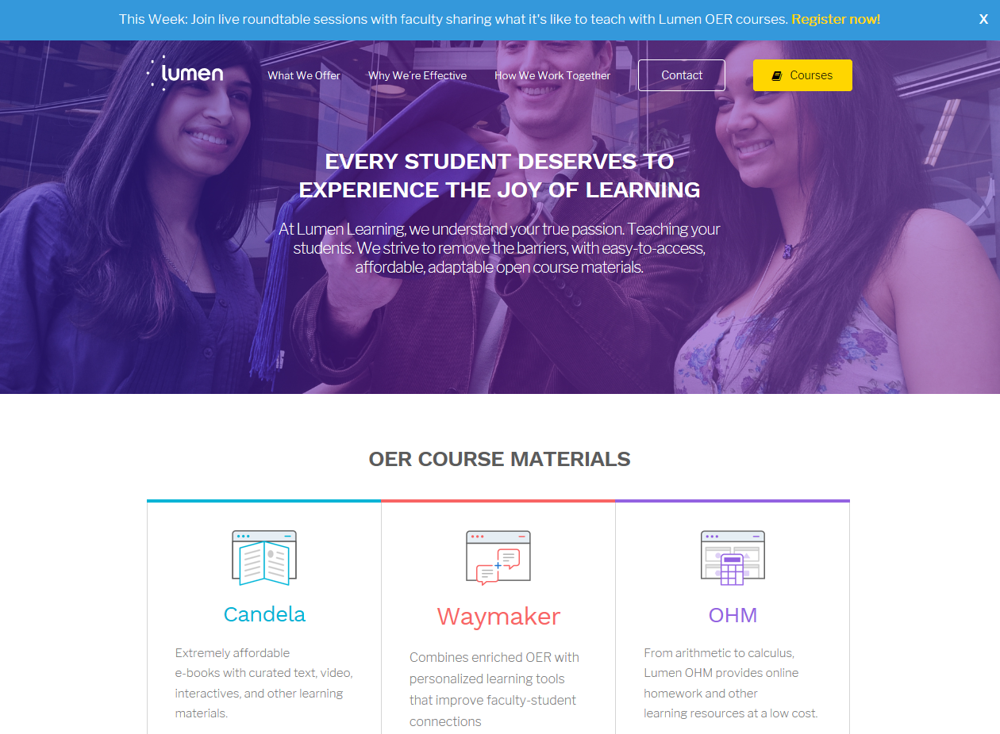 This Week: Join live roundtable sessions with faculty sharing what it's like to teach with Lumen OER courses. Register now!
X
lumen
What We Offer
Why We're Effective
How We Work Together
Contact
Courses
EVERY STUDENT DESERVES TO
EXPERIENCE THE JOY OF LEARNING
At Lumen Learning, we understand your true passion. Teaching your
students. We strive to remove the barriers, with easy-to-access,
affordable, adaptable open course materials.
OER COURSE MATERIALS
Candela
Extremely affordable
e-books with curated text, video,
interactives, and other learning
materials.
Waymaker
Combines enriched OER with
personalized learning tools
that improve faculty-student
connections
OHM
From arithmetic to calculus,
Lumen OHM provides online
homework and other
learning resources at a low cost.